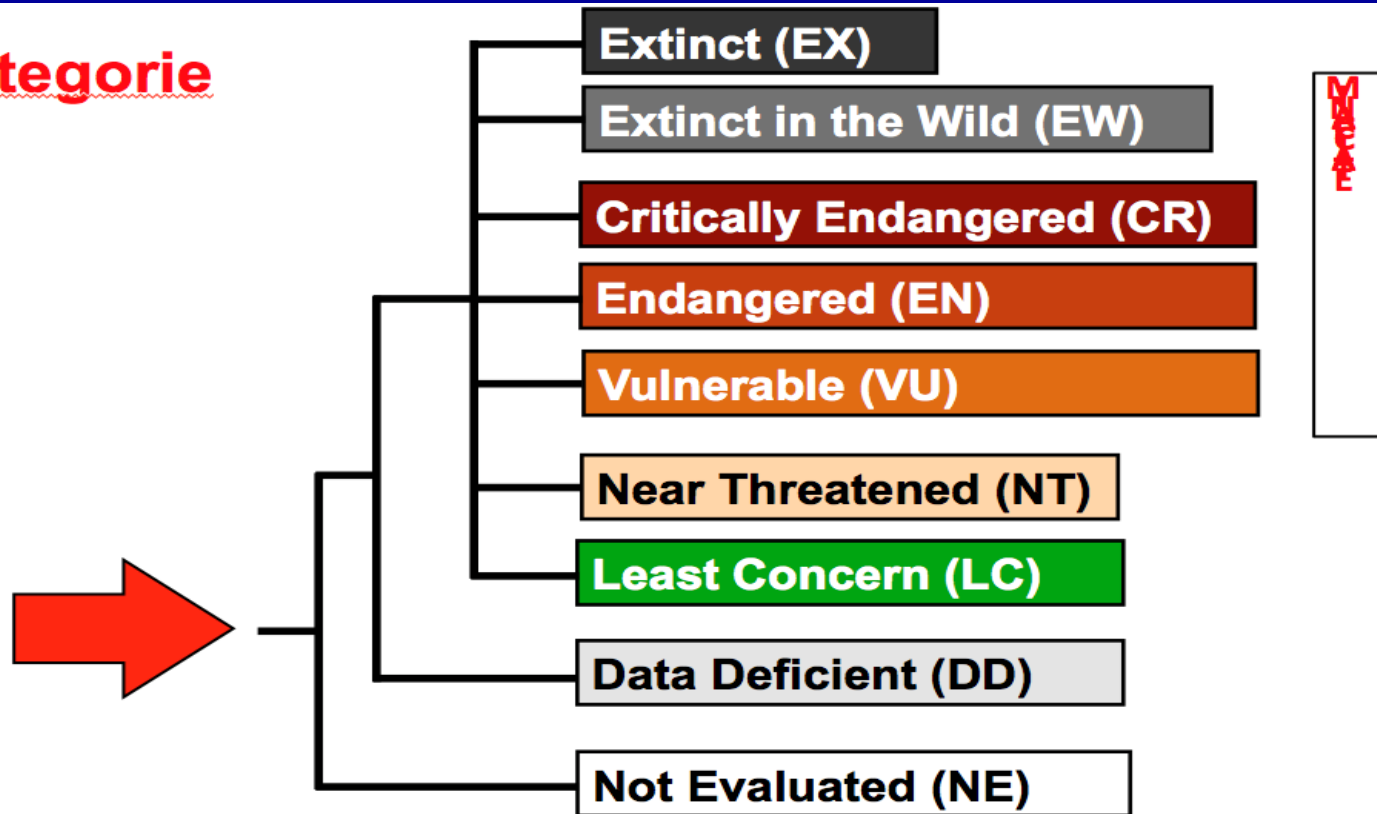 tegorie
Extinct (EX)
Extinct in the Wild (EW)
Critically Endangered (CR)
Endangered (EN)
Vulnerable (VU)
Near Threatened (NT)
Least Concern (LC)
Data Deficient (DD)
Not Evaluated (NE)